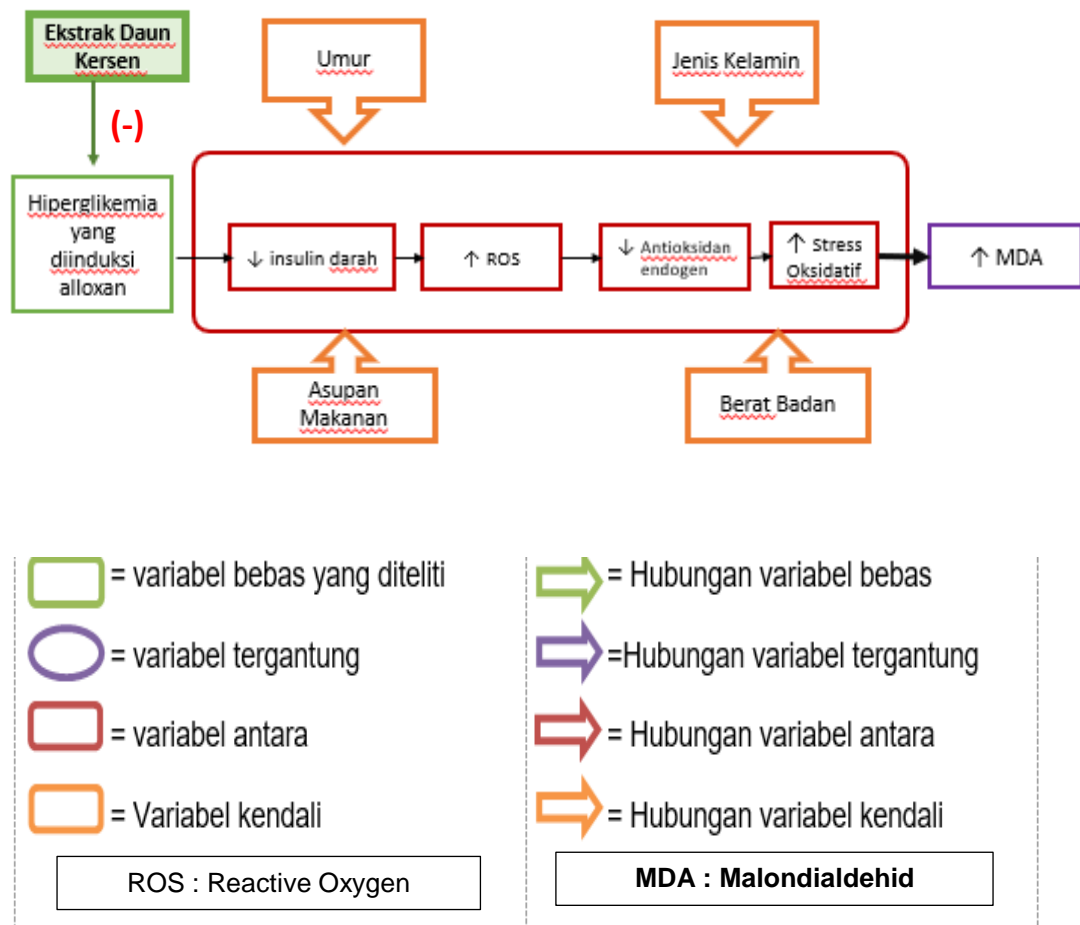 Ekstrak Daun
Kersen
Umur
Jenis Kelamin
(-)
Hiperglikemia
yang
diinduksi
alloxan
↓ insulin darah
↑ ROS
↓ Antioksidan
endogen
↑ Stress
Oksidatif
↑ MDA
Asupan
Makanan
Berat Badan
= variabel bebas yang diteliti
= Hubungan variabel bebas
= variabel tergantung
=Hubungan variabel tergantung
= variabel antara
= Hubungan variabel antara
= Variabel kendali
= Hubungan variabel kendali
ROS : Reactive Oxygen
MDA : Malondialdehid